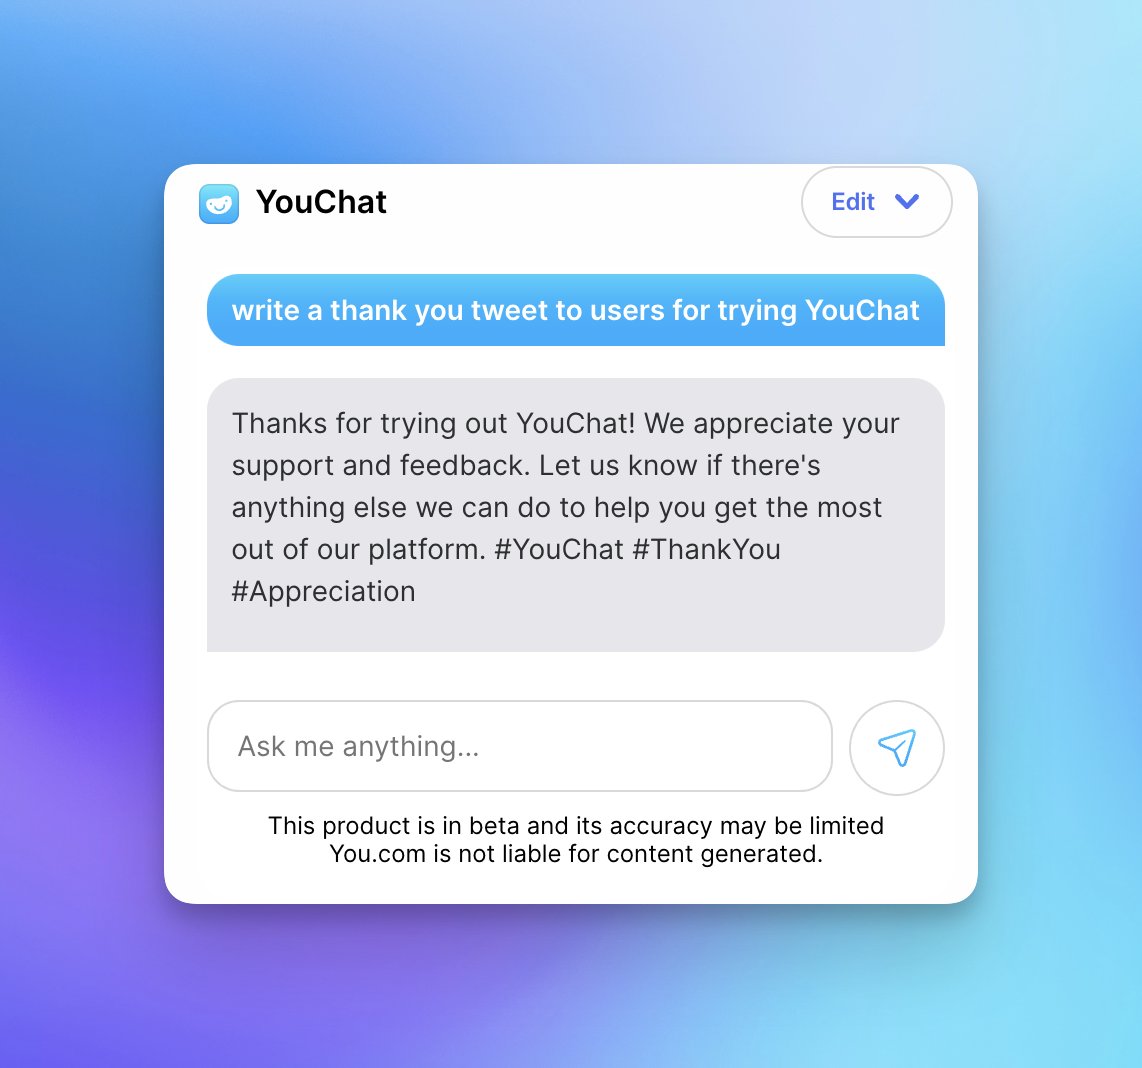 YouChat
Edit
write a thank you tweet to users for trying YouChat
Thanks for trying out YouChat! We appreciate your
support and feedback. Let us know if there's
anything else we can do to help you get the most
out of our platform. #YouChat #ThankYou
#Appreciation
Ask me anything...
This product is in beta and its accuracy may be limited
You.com is not liable for content generated.